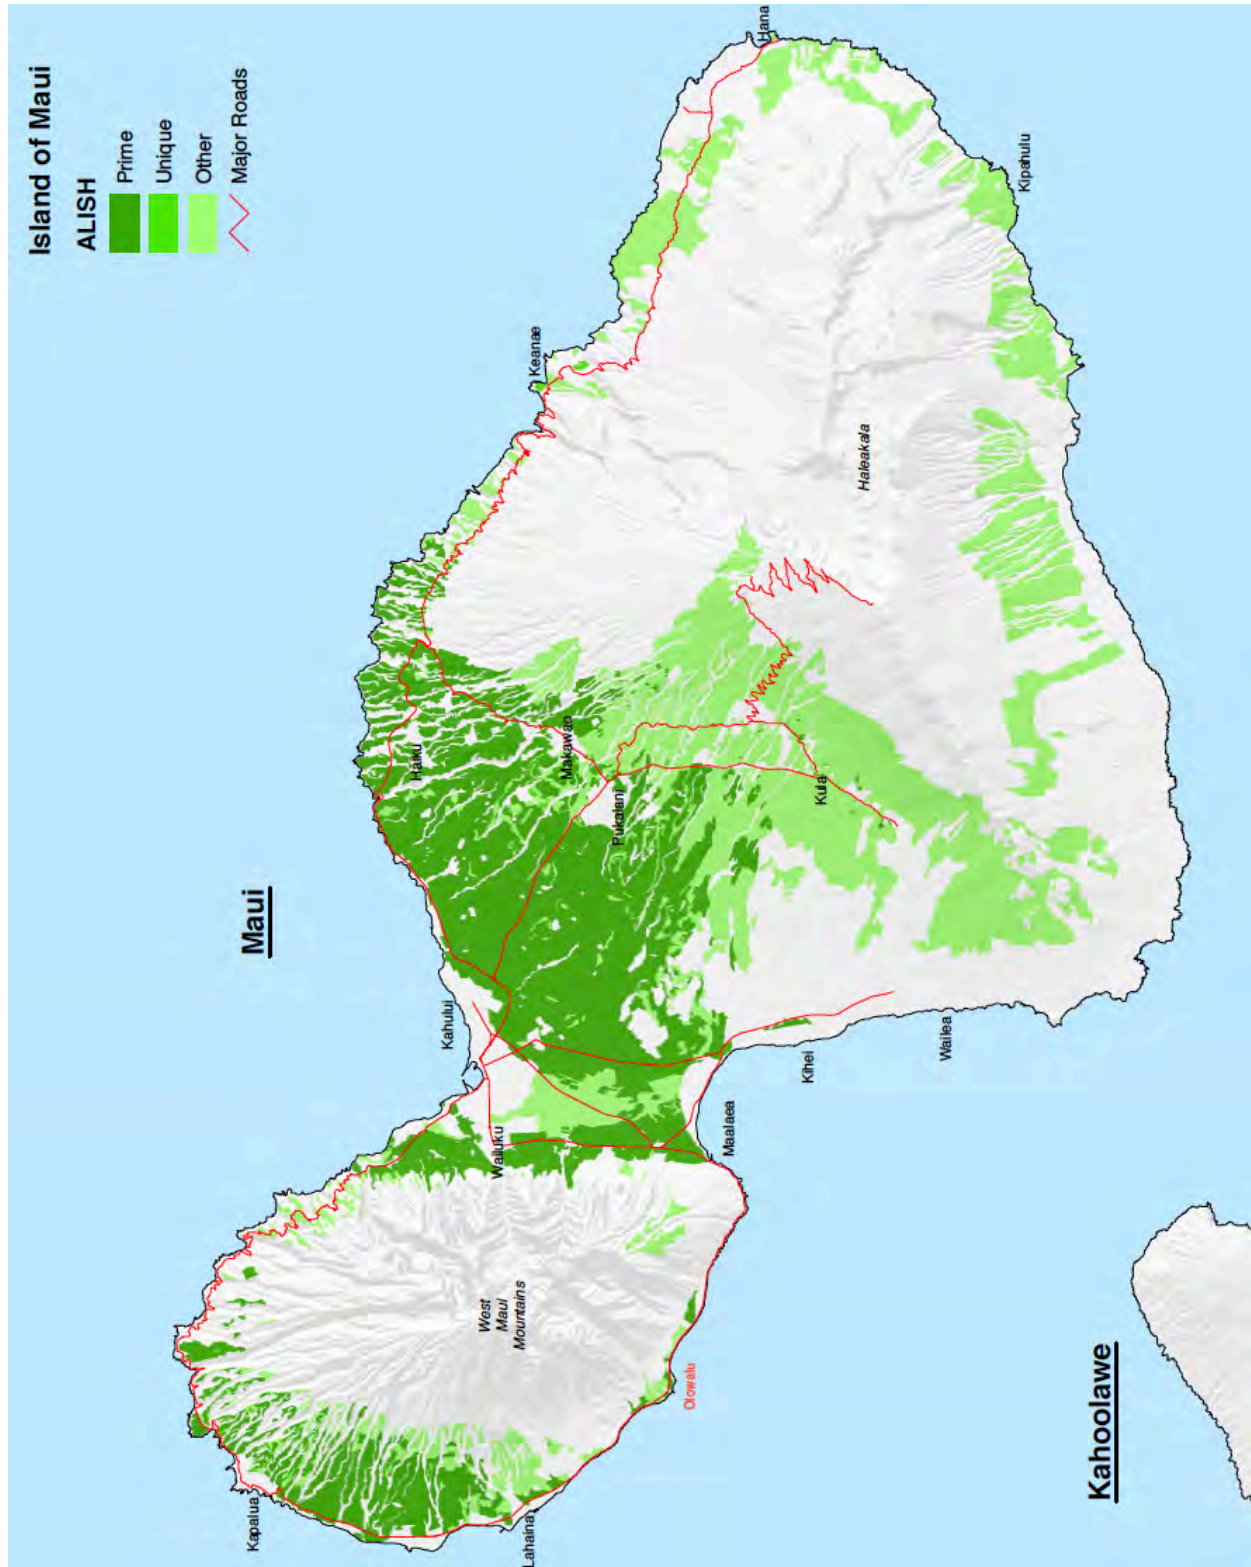 Island of Maui
ALISH
Prime
Unique
Other
Major Roads
Maui
Kapalua
Lahaina
West
Maui
Mountains
Olowalu
Wailuku
Kahului
Maalaea
Kihei
Wailea
Haiku
Makawao
Pukalani
Kula
Keanae
Haleakala
Hana
Kipahulu
Kahoolawe